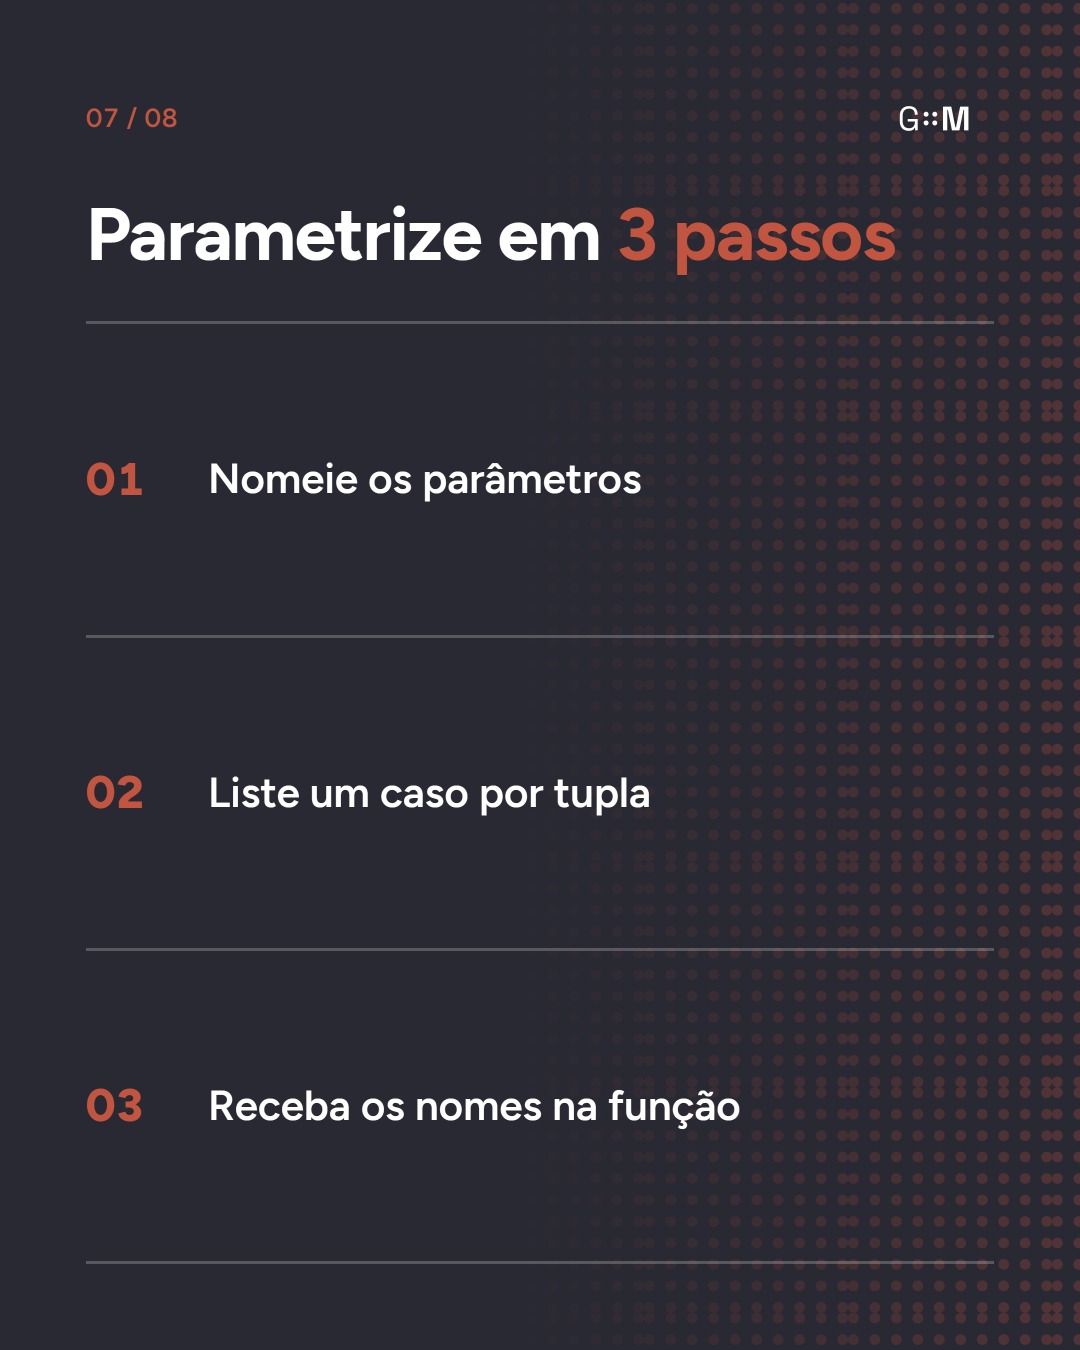 07 / 08
G::M
Parametrize em 3 passos
01 Nomeie os parâmetros
02 Liste um caso por tupla
03 Receba os nomes na função